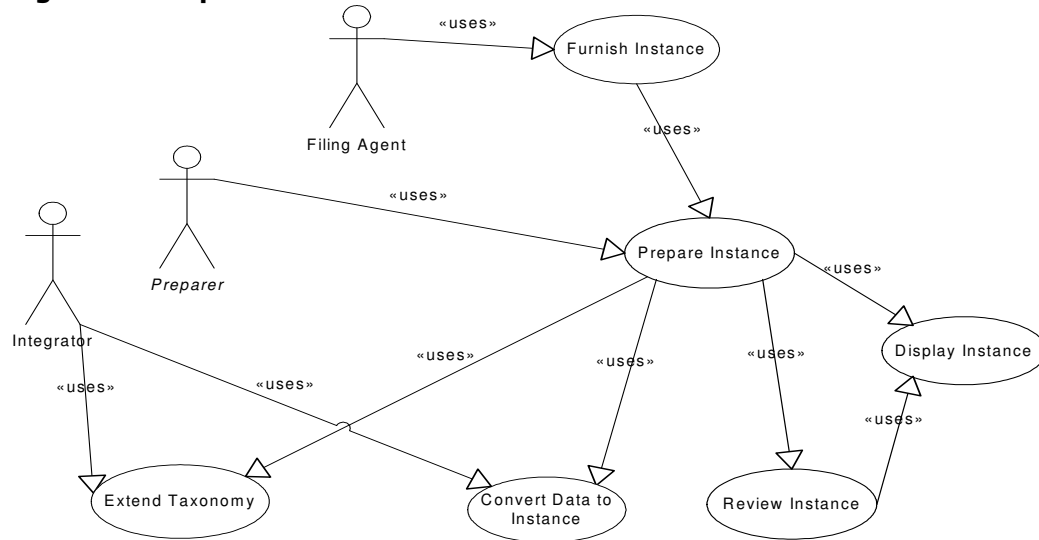 «uses»
Furnish Instance
«uses»
Filing Agent
«uses»
Prepare Instance
Preparer
«uses»
Integrator
Display Instance
«uses»
«uses»
«uses»
«uses»
«uses»
«uses»
Extend Taxonomy
Convert Data to
Instance
Review Instance